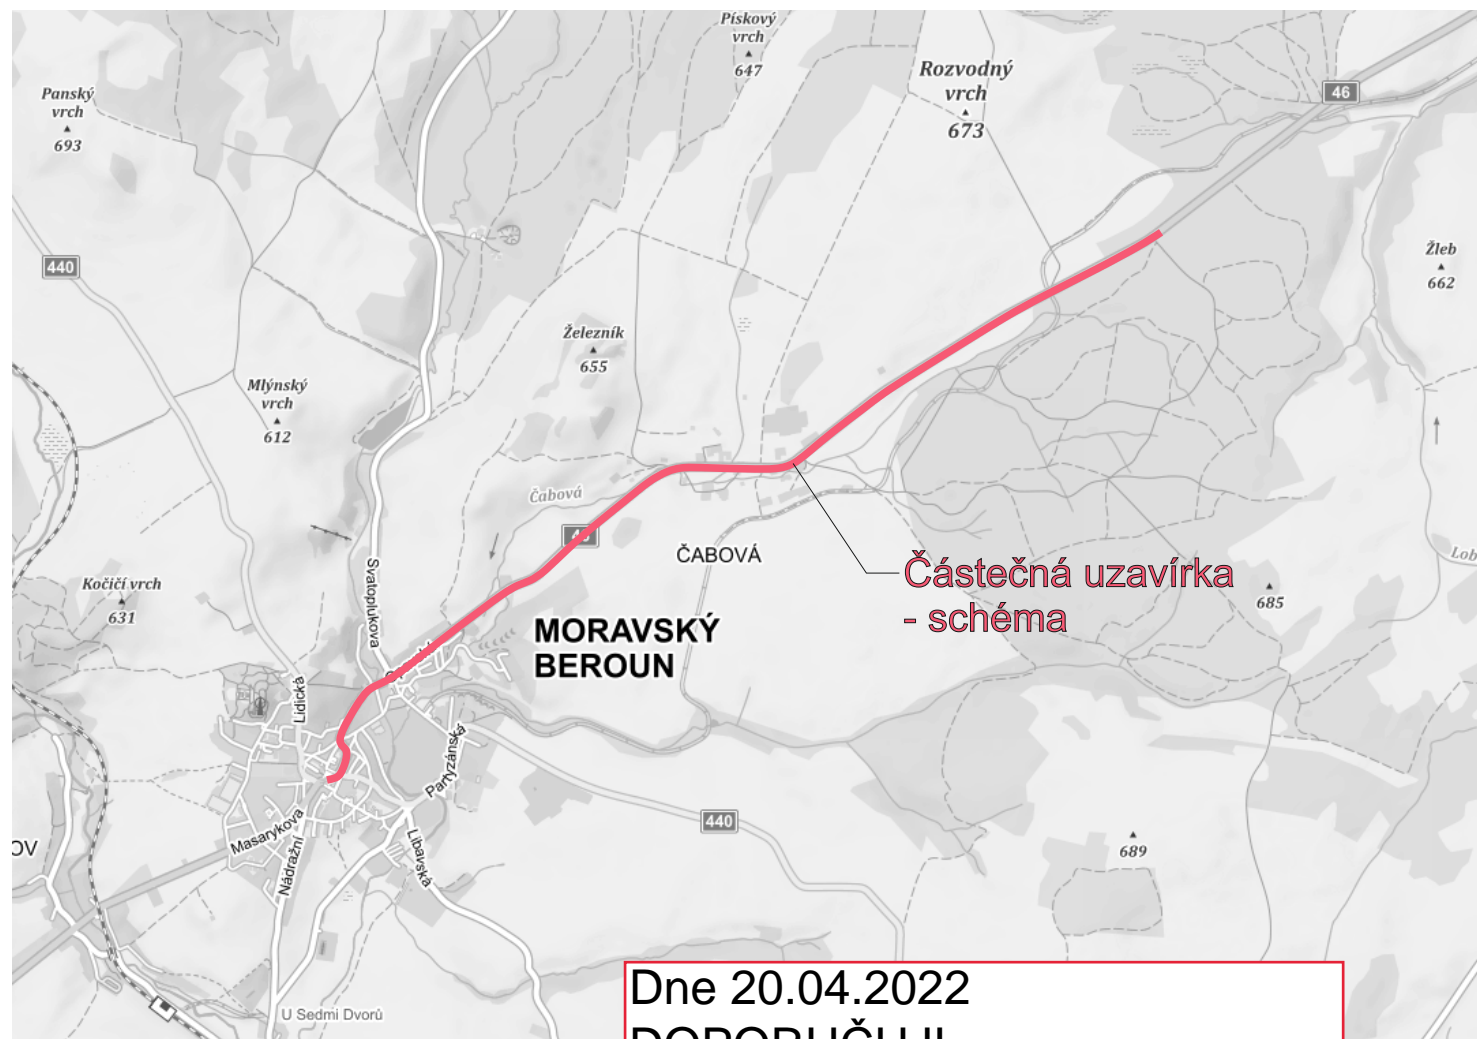 Pískový
vrch
647
Rozvodný
vrch
673
46
Panský
vrch
693
440
Žleb
662
Železník
655
Mlýnský
vrch
612
Čabová
ČABOVÁ
Částečná uzavírka
- schéma
685
Kočičí vrch
631
Svatoplukova
MORAVSKÝ
BEROUN
Lidická
Partyzánská
440
Masarykova
Nádražní
Libavská
689
U Sedmi Dvorů
Dne 20.04.2022